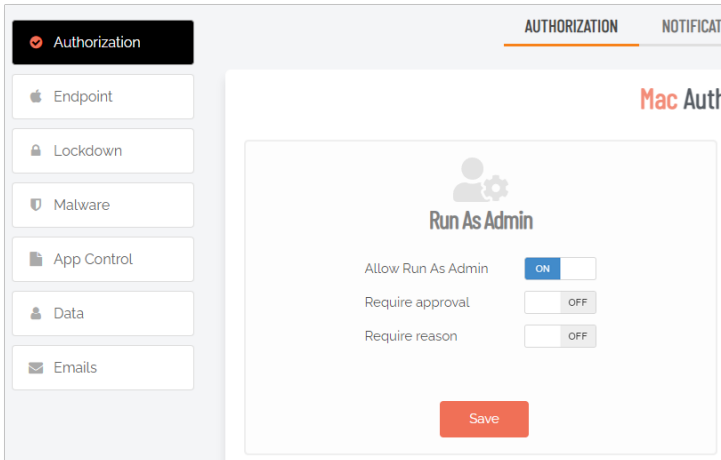 AUTHORIZATION
Authorization
Endpoint
Lockdown
Malware
App Control
Data
Emails
Mac
Run As Admin
Allow Run As Admin ON
Require approval OFF
Require reason OFF
Save